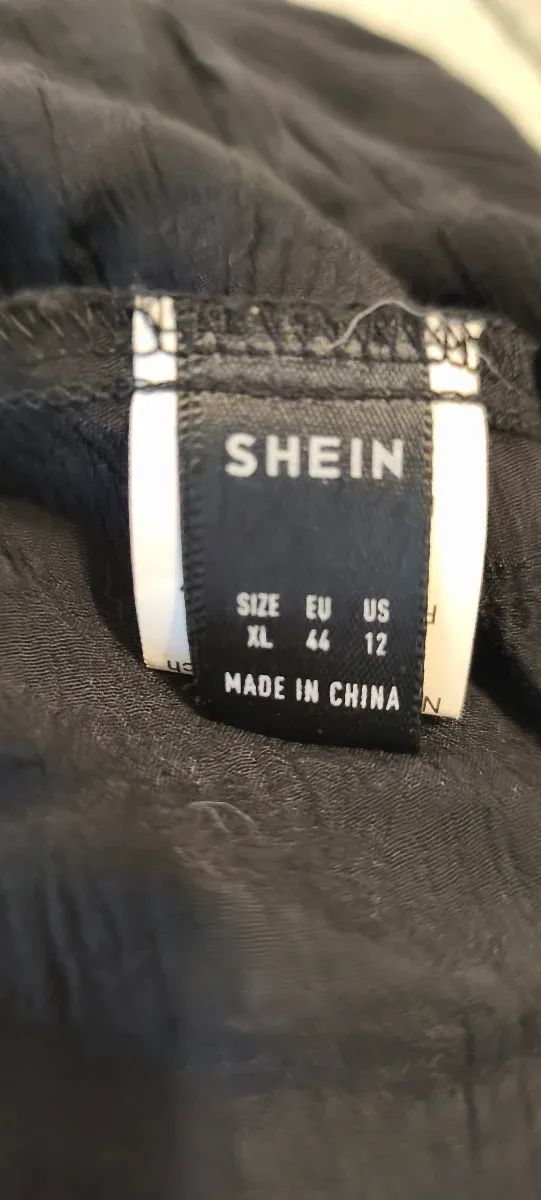 SHEIN
SIZE EU US
XL 44 12
MADE IN CHINA